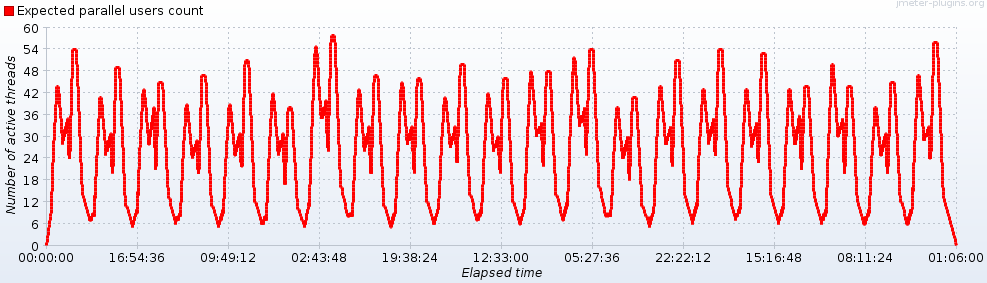 jmeter-plugins.org
Expected parallel users count
60
54
48
42
36
30
24
18
12
6
0
Number of active threads
00:00:00 16:54:36 09:49:12 02:43:48 19:38:24 12:33:00 05:27:36 22:22:12 15:16:48 08:11:24 01:06:00
Elapsed time